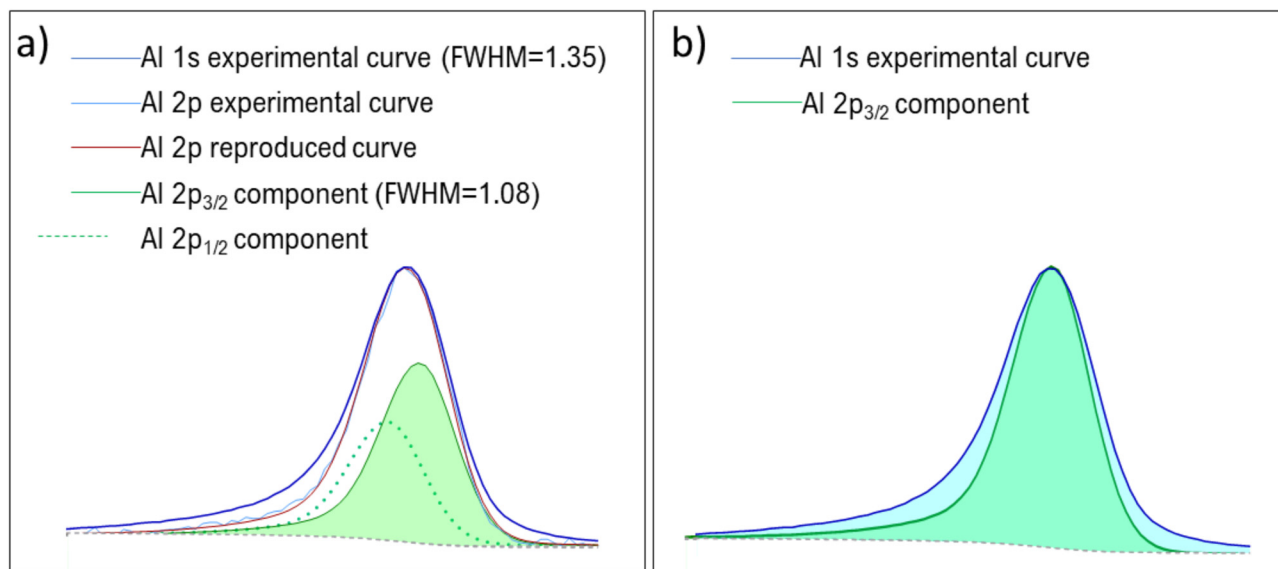 a)
Al 1s experimental curve (FWHM=1.35)
Al 2p experimental curve
Al 2p reproduced curve
Al 2p3/2 component (FWHM=1.08)
Al 2p1/2 component
b)
Al 1s experimental curve
Al 2p3/2 component